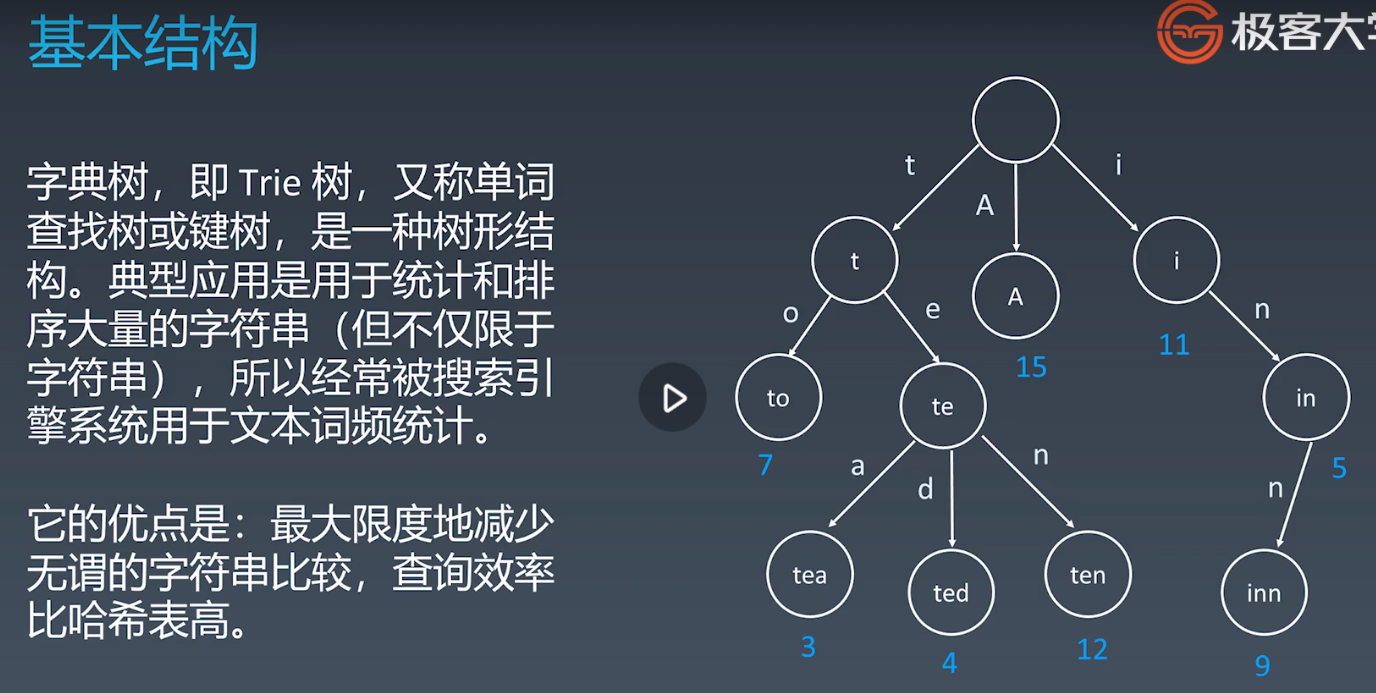 基本结构
极客大学
字典树，即 Trie 树，又称单词
查找树或键树，是一种树形结
构。典型应用是用于统计和排
序大量的字符串（但不仅限于
字符串），所以经常被搜索引
擎系统用于文本词频统计。
它的优点是：最大限度地减少
无谓的字符串比较，查询效率
比哈希表高。
t
A
i
t
A
i
o
e
n
15
11
to
te
in
7
5
a
d
n
n
tea
ted
ten
inn
3
4
12
9